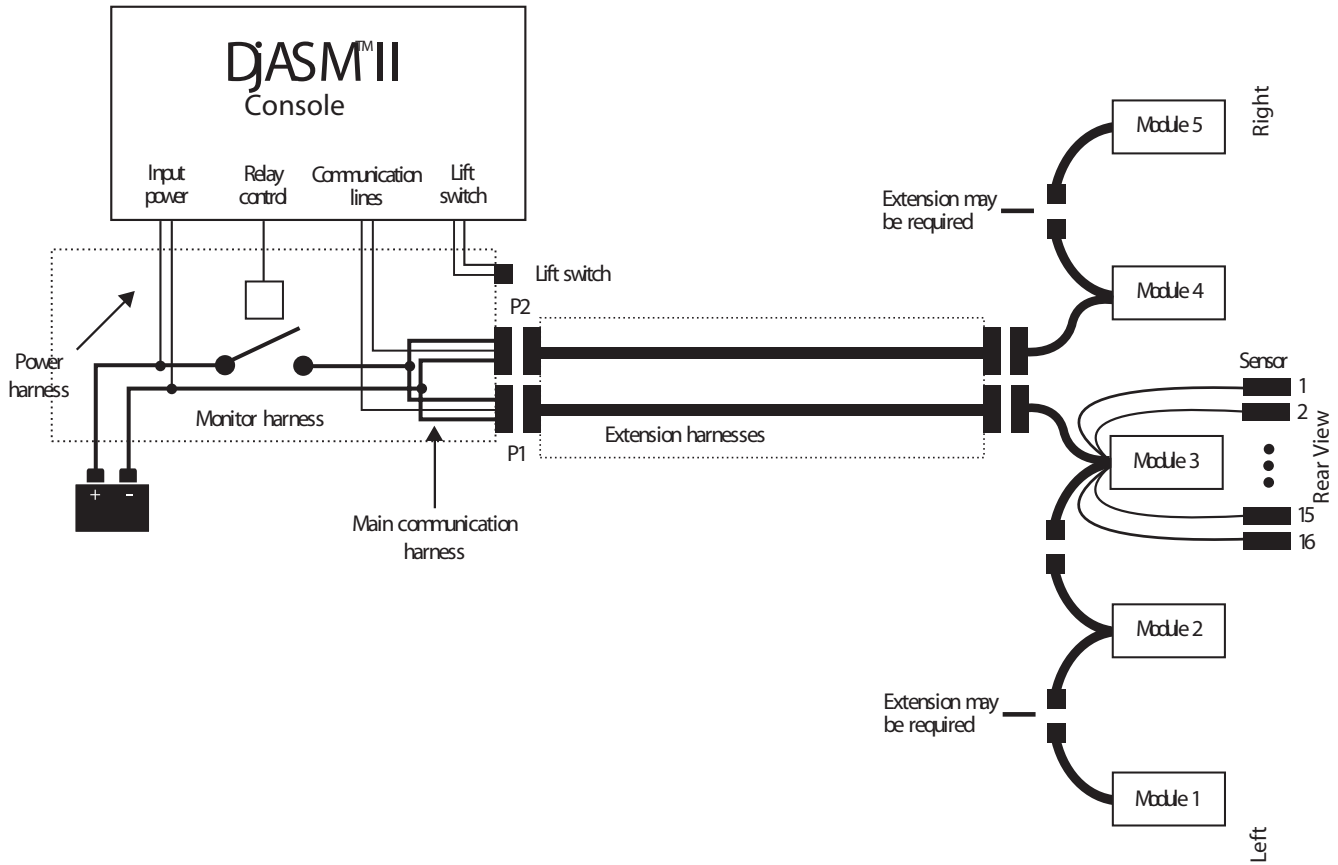 DjASM™II
Console
Input
power
Relay
control
Communication
lines
Lift
switch
Lift switch
P2
Power
harness
Monitor harness
P1
+
-
Main communication
harness
Extension harnesses
Extension may
be required
Module 5
Right
Module 4
Sensor
1
2
Module 3
15
16
Rear View
Module 2
Extension may
be required
Module 1
Left